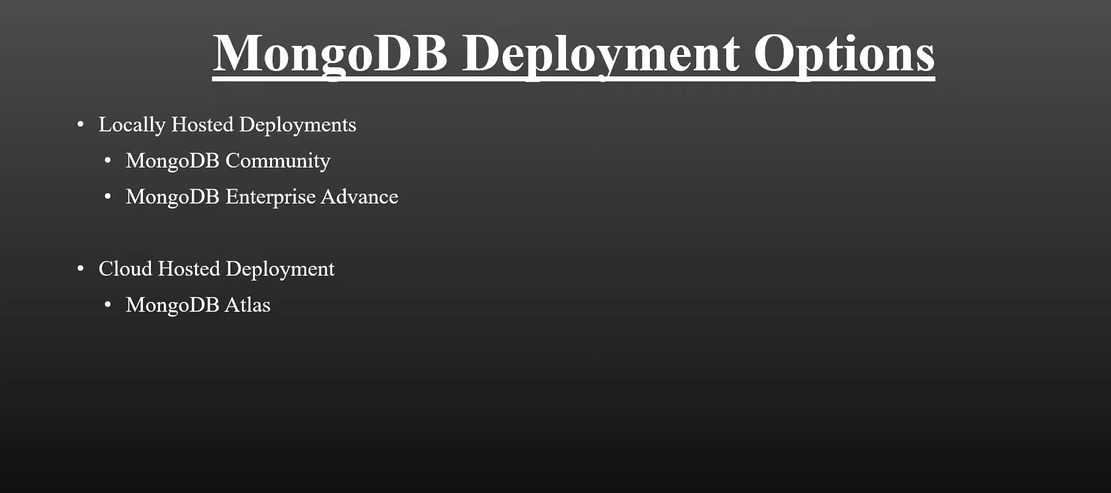 MongoDB Deployment Options
• Locally Hosted Deployments
• MongoDB Community
• MongoDB Enterprise Advance
• Cloud Hosted Deployment
• MongoDB Atlas